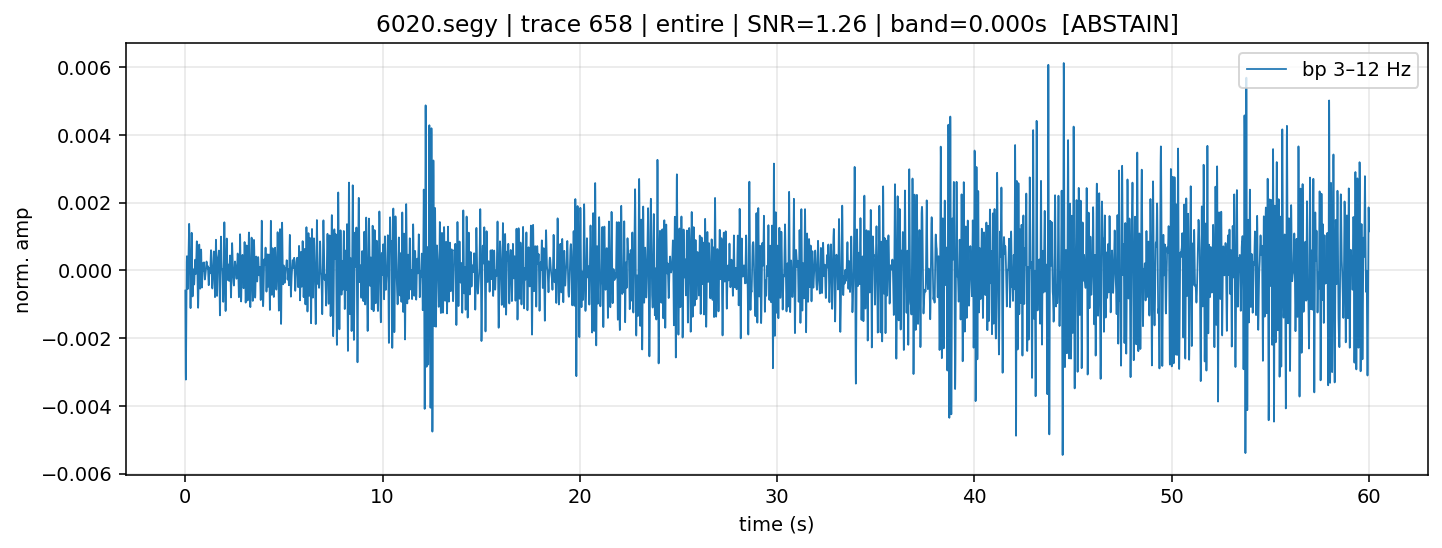 6020.segy | trace 658 | entire | SNR=1.26 | band=0.000s  [ABSTAIN]
bp 3–12 Hz
norm. amp
0.006
0.004
0.002
0.000
−0.002
−0.004
−0.006
0 10 20 30 40 50 60
time (s)